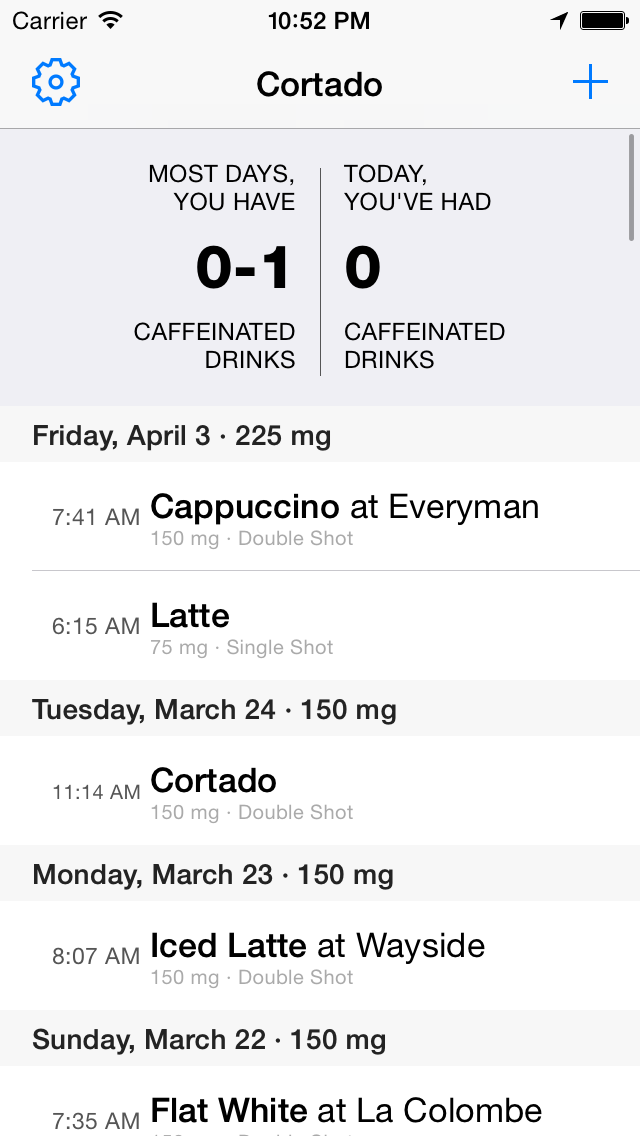 Carrier 10:52 PM
Cortado
MOST DAYS,
YOU HAVE
0-1
CAFFEINATED
DRINKS
TODAY,
YOU'VE HAD
0
CAFFEINATED
DRINKS
Friday, April 3 · 225 mg
7:41 AM Cappuccino at Everyman
150 mg · Double Shot
6:15 AM Latte
75 mg · Single Shot
Tuesday, March 24 · 150 mg
11:14 AM Cortado
150 mg · Double Shot
Monday, March 23 · 150 mg
8:07 AM Iced Latte at Wayside
150 mg · Double Shot
Sunday, March 22 · 150 mg
7:35 AM Flat White at La Colombe